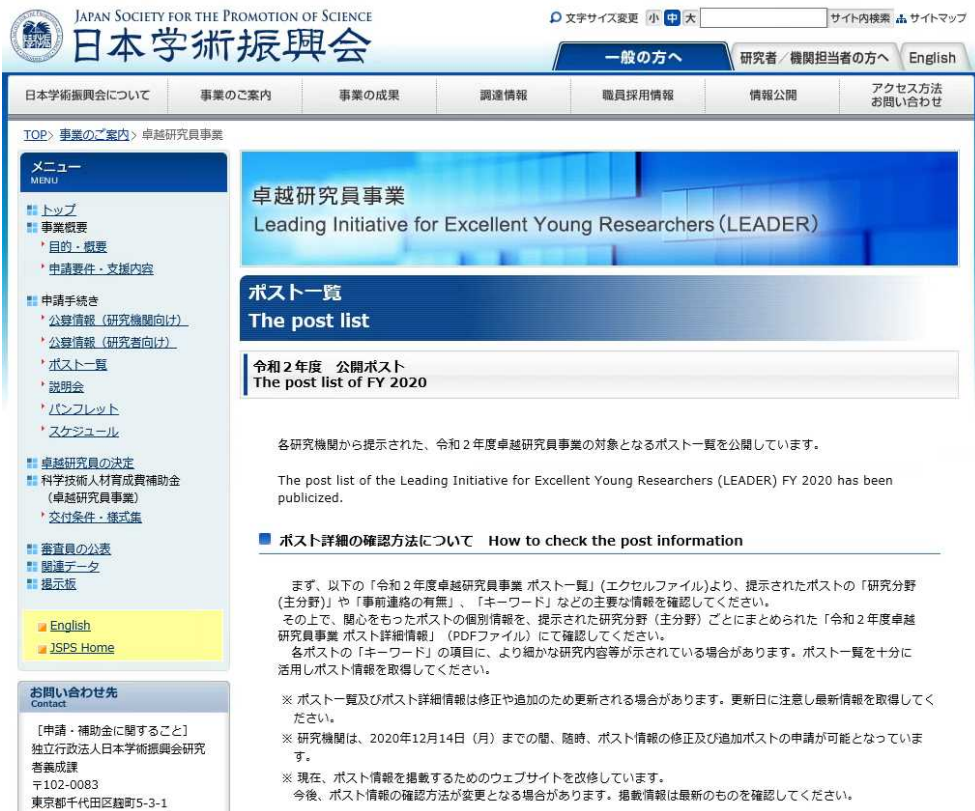 JAPAN SOCIETY FOR THE PROMOTION OF SCIENCE
日本学術振興会
文字サイズ変更 小 中 大 サイト内検索 サイトマップ
一般の方へ 研究者/機関担当者の方へ English
日本学術振興会について 事業のご案内 事業の成果 調達情報 職員採用情報 情報公開 アクセス方法
お問い合わせ
TOP> 事業のご案内> 卓越研究員事業
メニュー
MENU
トップ
事業概要
目的・概要
申請要件・支援内容
申請手続き
公募情報(研究機関向け)
公募情報(研究者向け)
ポスト一覧
説明会
パンフレット
スケジュール
卓越研究員の決定
科学技術人材育成費補助金
(卓越研究員事業)
交付条件・様式集
審査員の公表
関連データ
掲示板
English
JSPS Home
お問い合わせ先
Contact
[申請・補助金に関すること]
独立行政法人日本学術振興会研究
者養成課
〒102-0083
東京都千代田区麹町5-3-1
卓越研究員事業
Leading Initiative for Excellent Young Researchers(LEADER)
ポスト一覧
The post list
令和2年度 公開ポスト
The post list of FY 2020
各研究機関から提示された、令和2年度卓越研究員事業の対象となるポスト一覧を公開しています。
The post list of the Leading Initiative for Excellent Young Researchers (LEADER) FY 2020 has been
publicized.
ポスト詳細の確認方法について How to check the post information
まず、以下の「令和2年度卓越研究員事業 ポスト一覧」(エクセルファイル)より、提示されたポストの「研究分野
(主分野)」や「事前連絡の有無」、「キーワード」などの主要な情報を確認してください。
その上で、関心をもったポストの個別情報を、提示された研究分野(主分野)ごとにまとめられた「令和2年度卓越
研究員事業 ポスト詳細情報」(PDFファイル)にて確認してください。
各ポストの「キーワード」の項目に、より細かな研究内容等が示されている場合があります。ポスト一覧を十分に
活用しポスト情報を取得してください。
※ ポスト一覧及びポスト詳細情報は修正や追加のため更新される場合があります。更新日に注意し最新情報を取得してく
ださい。
※ 研究機関は、2020年12月14日(月)までの間、随時、ポスト情報の修正及び追加ポストの申請が可能となっていま
す。
※ 現在、ポスト情報を掲載するためのウェブサイトを改修しています。
今後、ポスト情報の確認方法が変更となる場合があります。掲載情報は最新のものを確認してください。